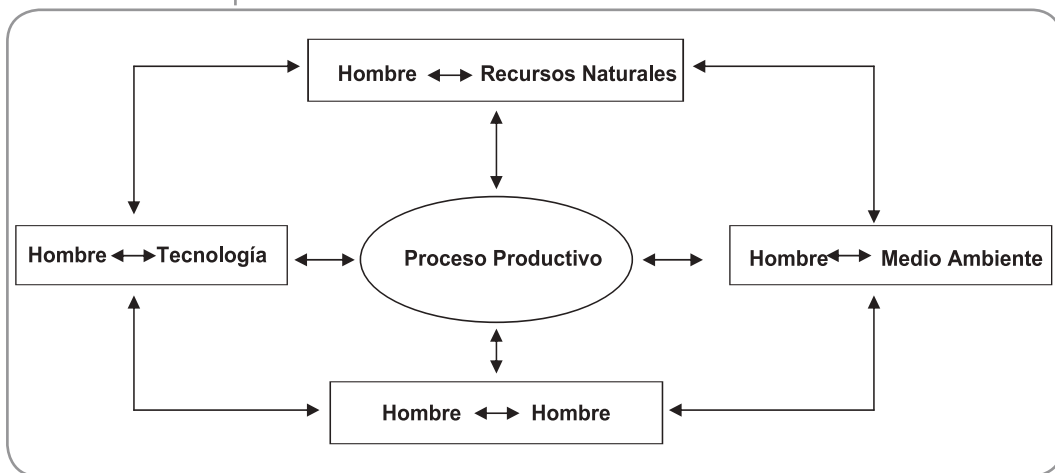 Hombre ↔ Recursos Naturales
Hombre ↔ Tecnología
Proceso Productivo
Hombre ↔ Medio Ambiente
Hombre ↔ Hombre